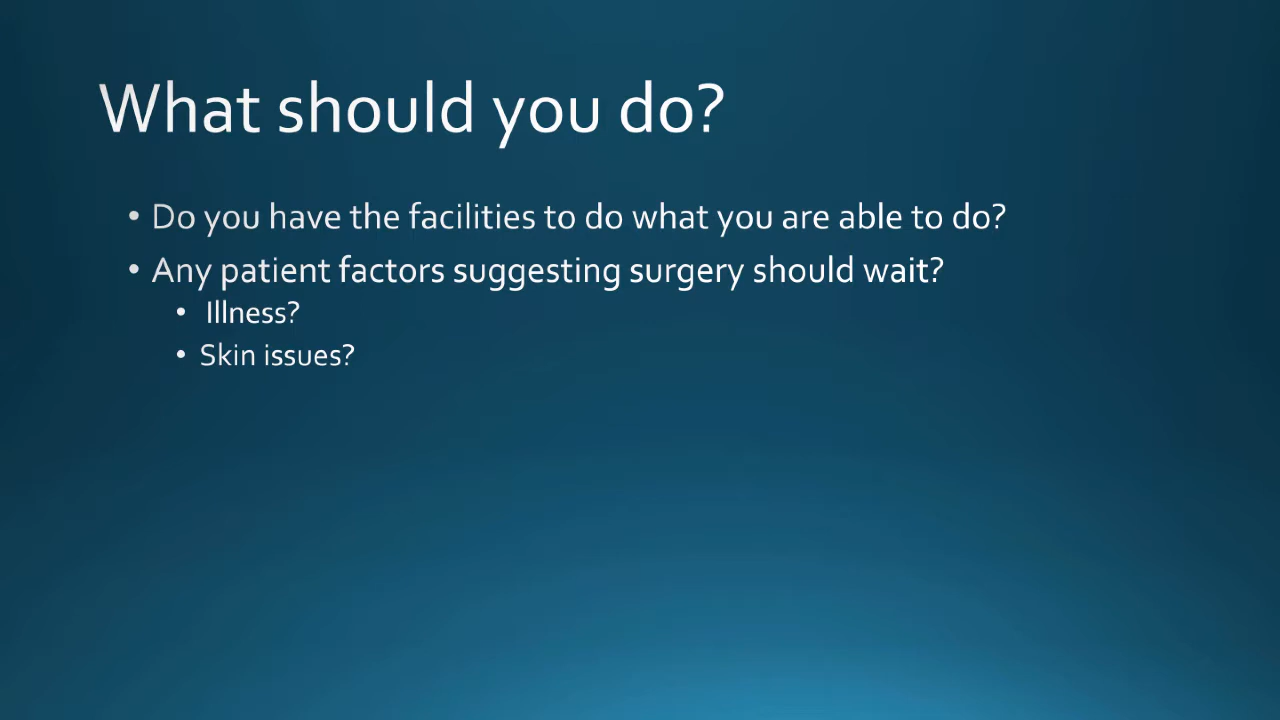 What should you do?
• Do you have the facilities to do what you are able to do?
• Any patient factors suggesting surgery should wait?
• Illness?
• Skin issues?